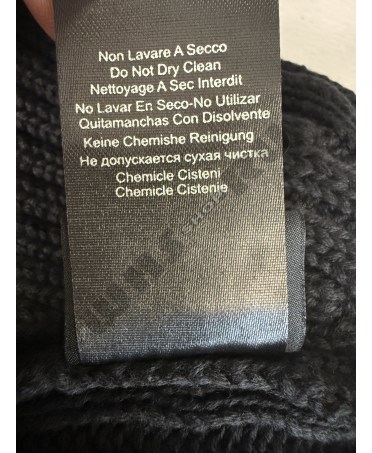 Non Lavare A Secco
Do Not Dry Clean
Nettoyage A Sec Interdit
No Lavar En Seco-No Utilizar
Quitamanchas Con Disolvente
Keine Chemishe Reinigung
Не допускается сухая чистка
Chemicle Cisteni
Chemicle Cistenie